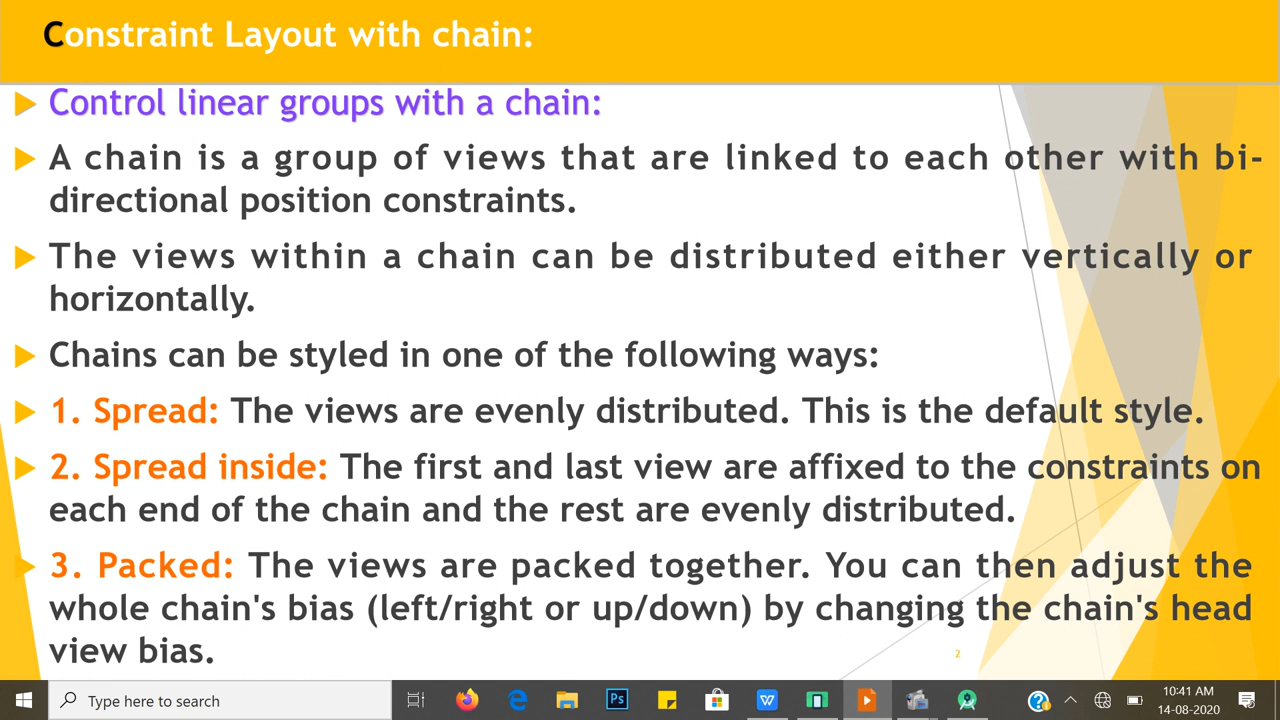 Constraint Layout with chain:
Control linear groups with a chain:
A chain is a group of views that are linked to each other with bi-
directional position constraints.
The views within a chain can be distributed either vertically or
horizontally.
Chains can be styled in one of the following ways:
1. Spread: The views are evenly distributed. This is the default style.
2. Spread inside: The first and last view are affixed to the constraints on
each end of the chain and the rest are evenly distributed.
3. Packed: The views are packed together. You can then adjust the
whole chain's bias (left/right or up/down) by changing the chain's head
view bias.
2
Type here to search
Ps
W
10:41 AM
14-08-2020